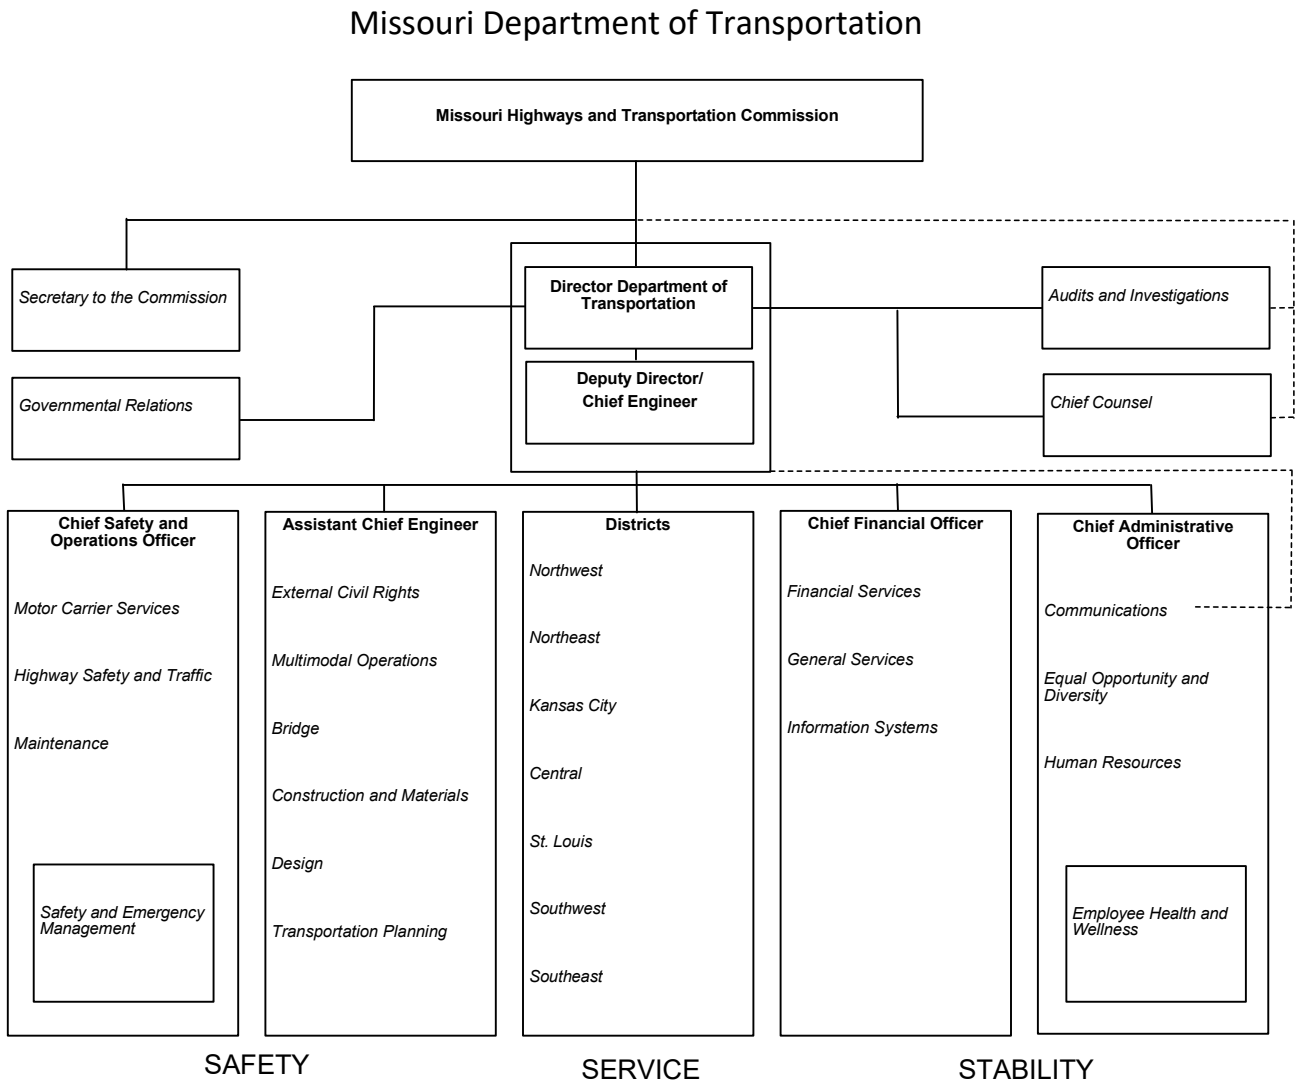 Missouri Department of Transportation
Missouri Highways and Transportation Commission
Secretary to the Commission
Director Department of
Transportation
Audits and Investigations
Governmental Relations
Deputy Director/
Chief Engineer
Chief Counsel
Chief Safety and
Operations Officer
Motor Carrier Services
Highway Safety and Traffic
Maintenance
Safety and Emergency
Management
Assistant Chief Engineer
External Civil Rights
Multimodal Operations
Bridge
Construction and Materials
Design
Transportation Planning
Districts
Northwest
Northeast
Kansas City
Central
St. Louis
Southwest
Southeast
Chief Financial Officer
Financial Services
General Services
Information Systems
Chief Administrative
Officer
Communications
Equal Opportunity and
Diversity
Human Resources
Employee Health and
Wellness
SAFETY
SERVICE
STABILITY